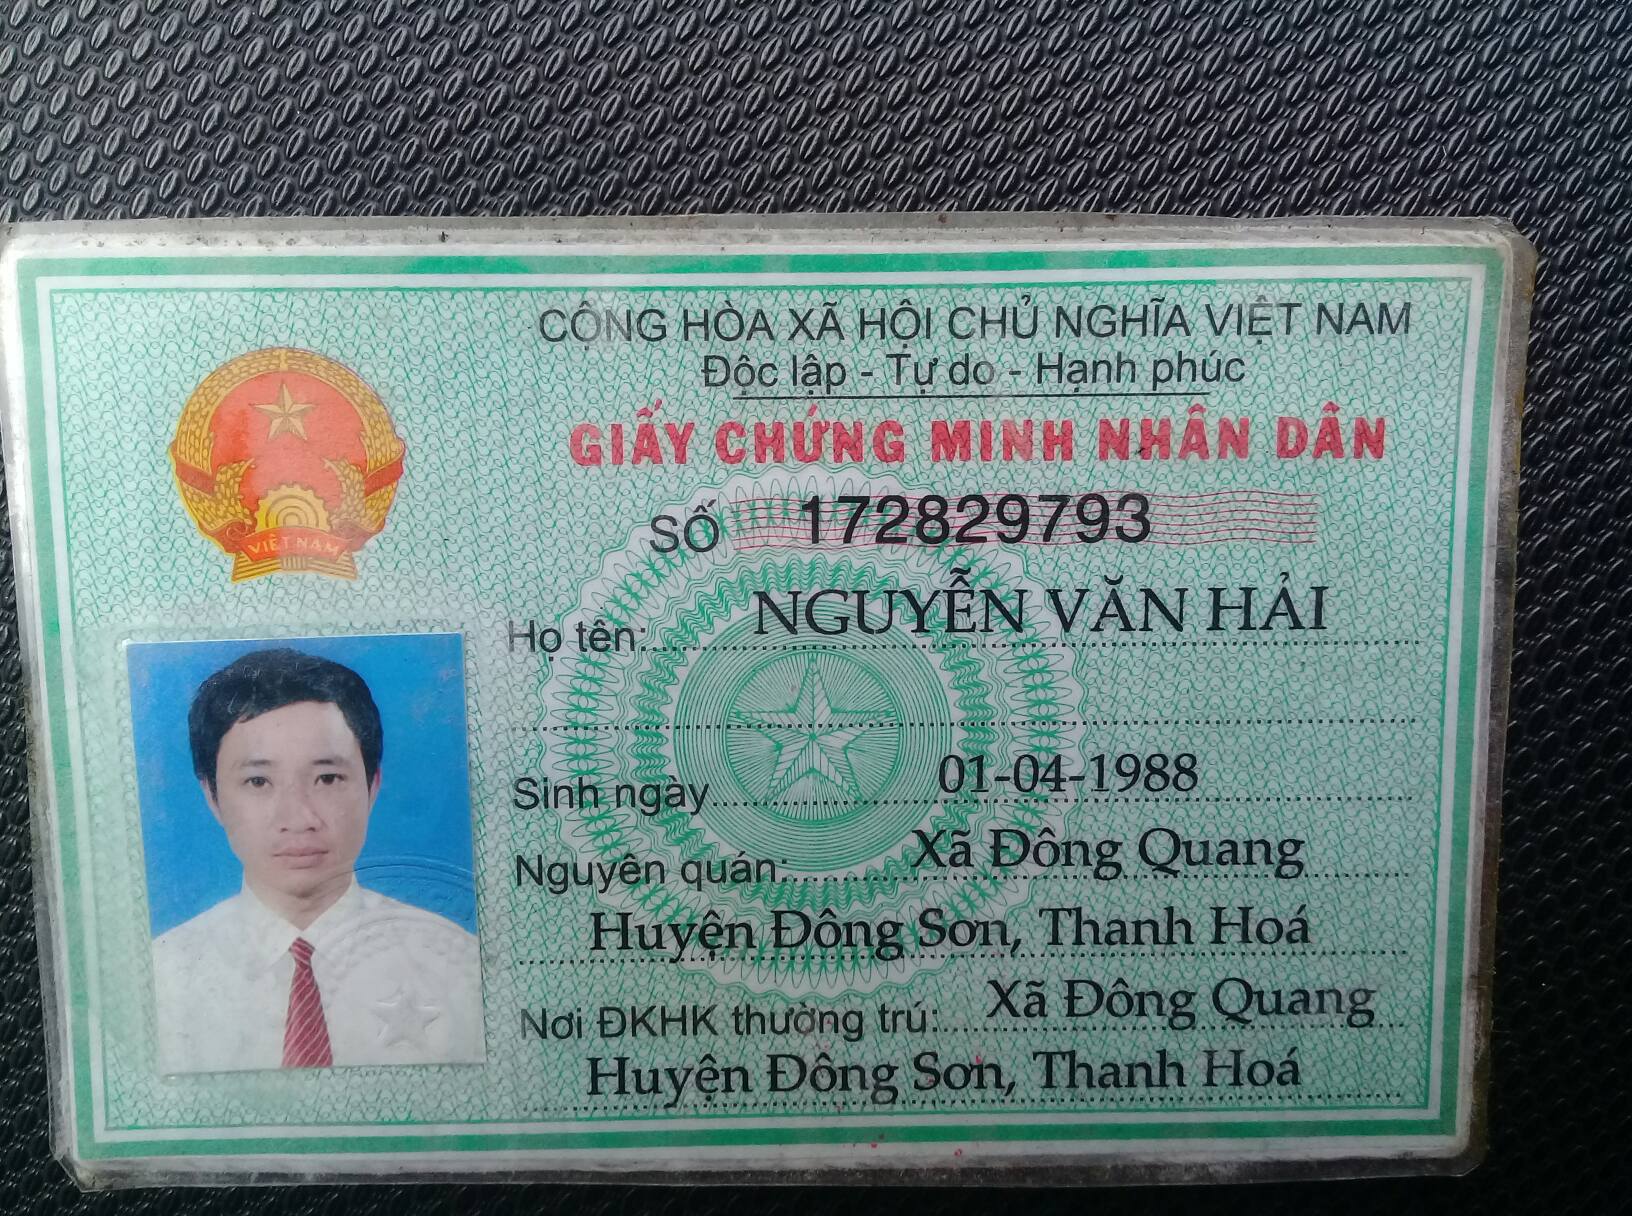 CỘNG HÒA XÃ HỘI CHỦ NGHĨA VIỆT NAM
Độc lập - Tự do - Hạnh phúc
GIẤY CHỨNG MINH NHÂN DÂN
SỐ 172829793
Họ tên: NGUYỄN VĂN HẢI
Sinh ngày 01-04-1988
Nguyên quán: Xã Đông Quang
Huyện Đông Sơn, Thanh Hoá
Nơi ĐKHK thường trú: Xã Đông Quang
Huyện Đông Sơn, Thanh Hoá
VIỆT NAM